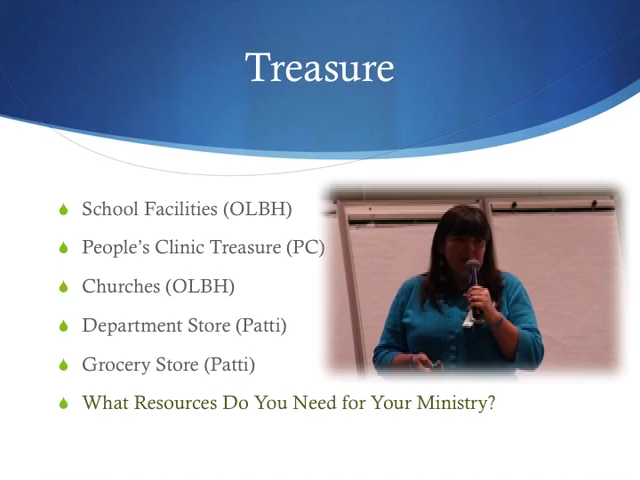 Treasure
School Facilities (OLBH)
People’s Clinic Treasure (PC)
Churches (OLBH)
Department Store (Patti)
Grocery Store (Patti)
What Resources Do You Need for Your Ministry?